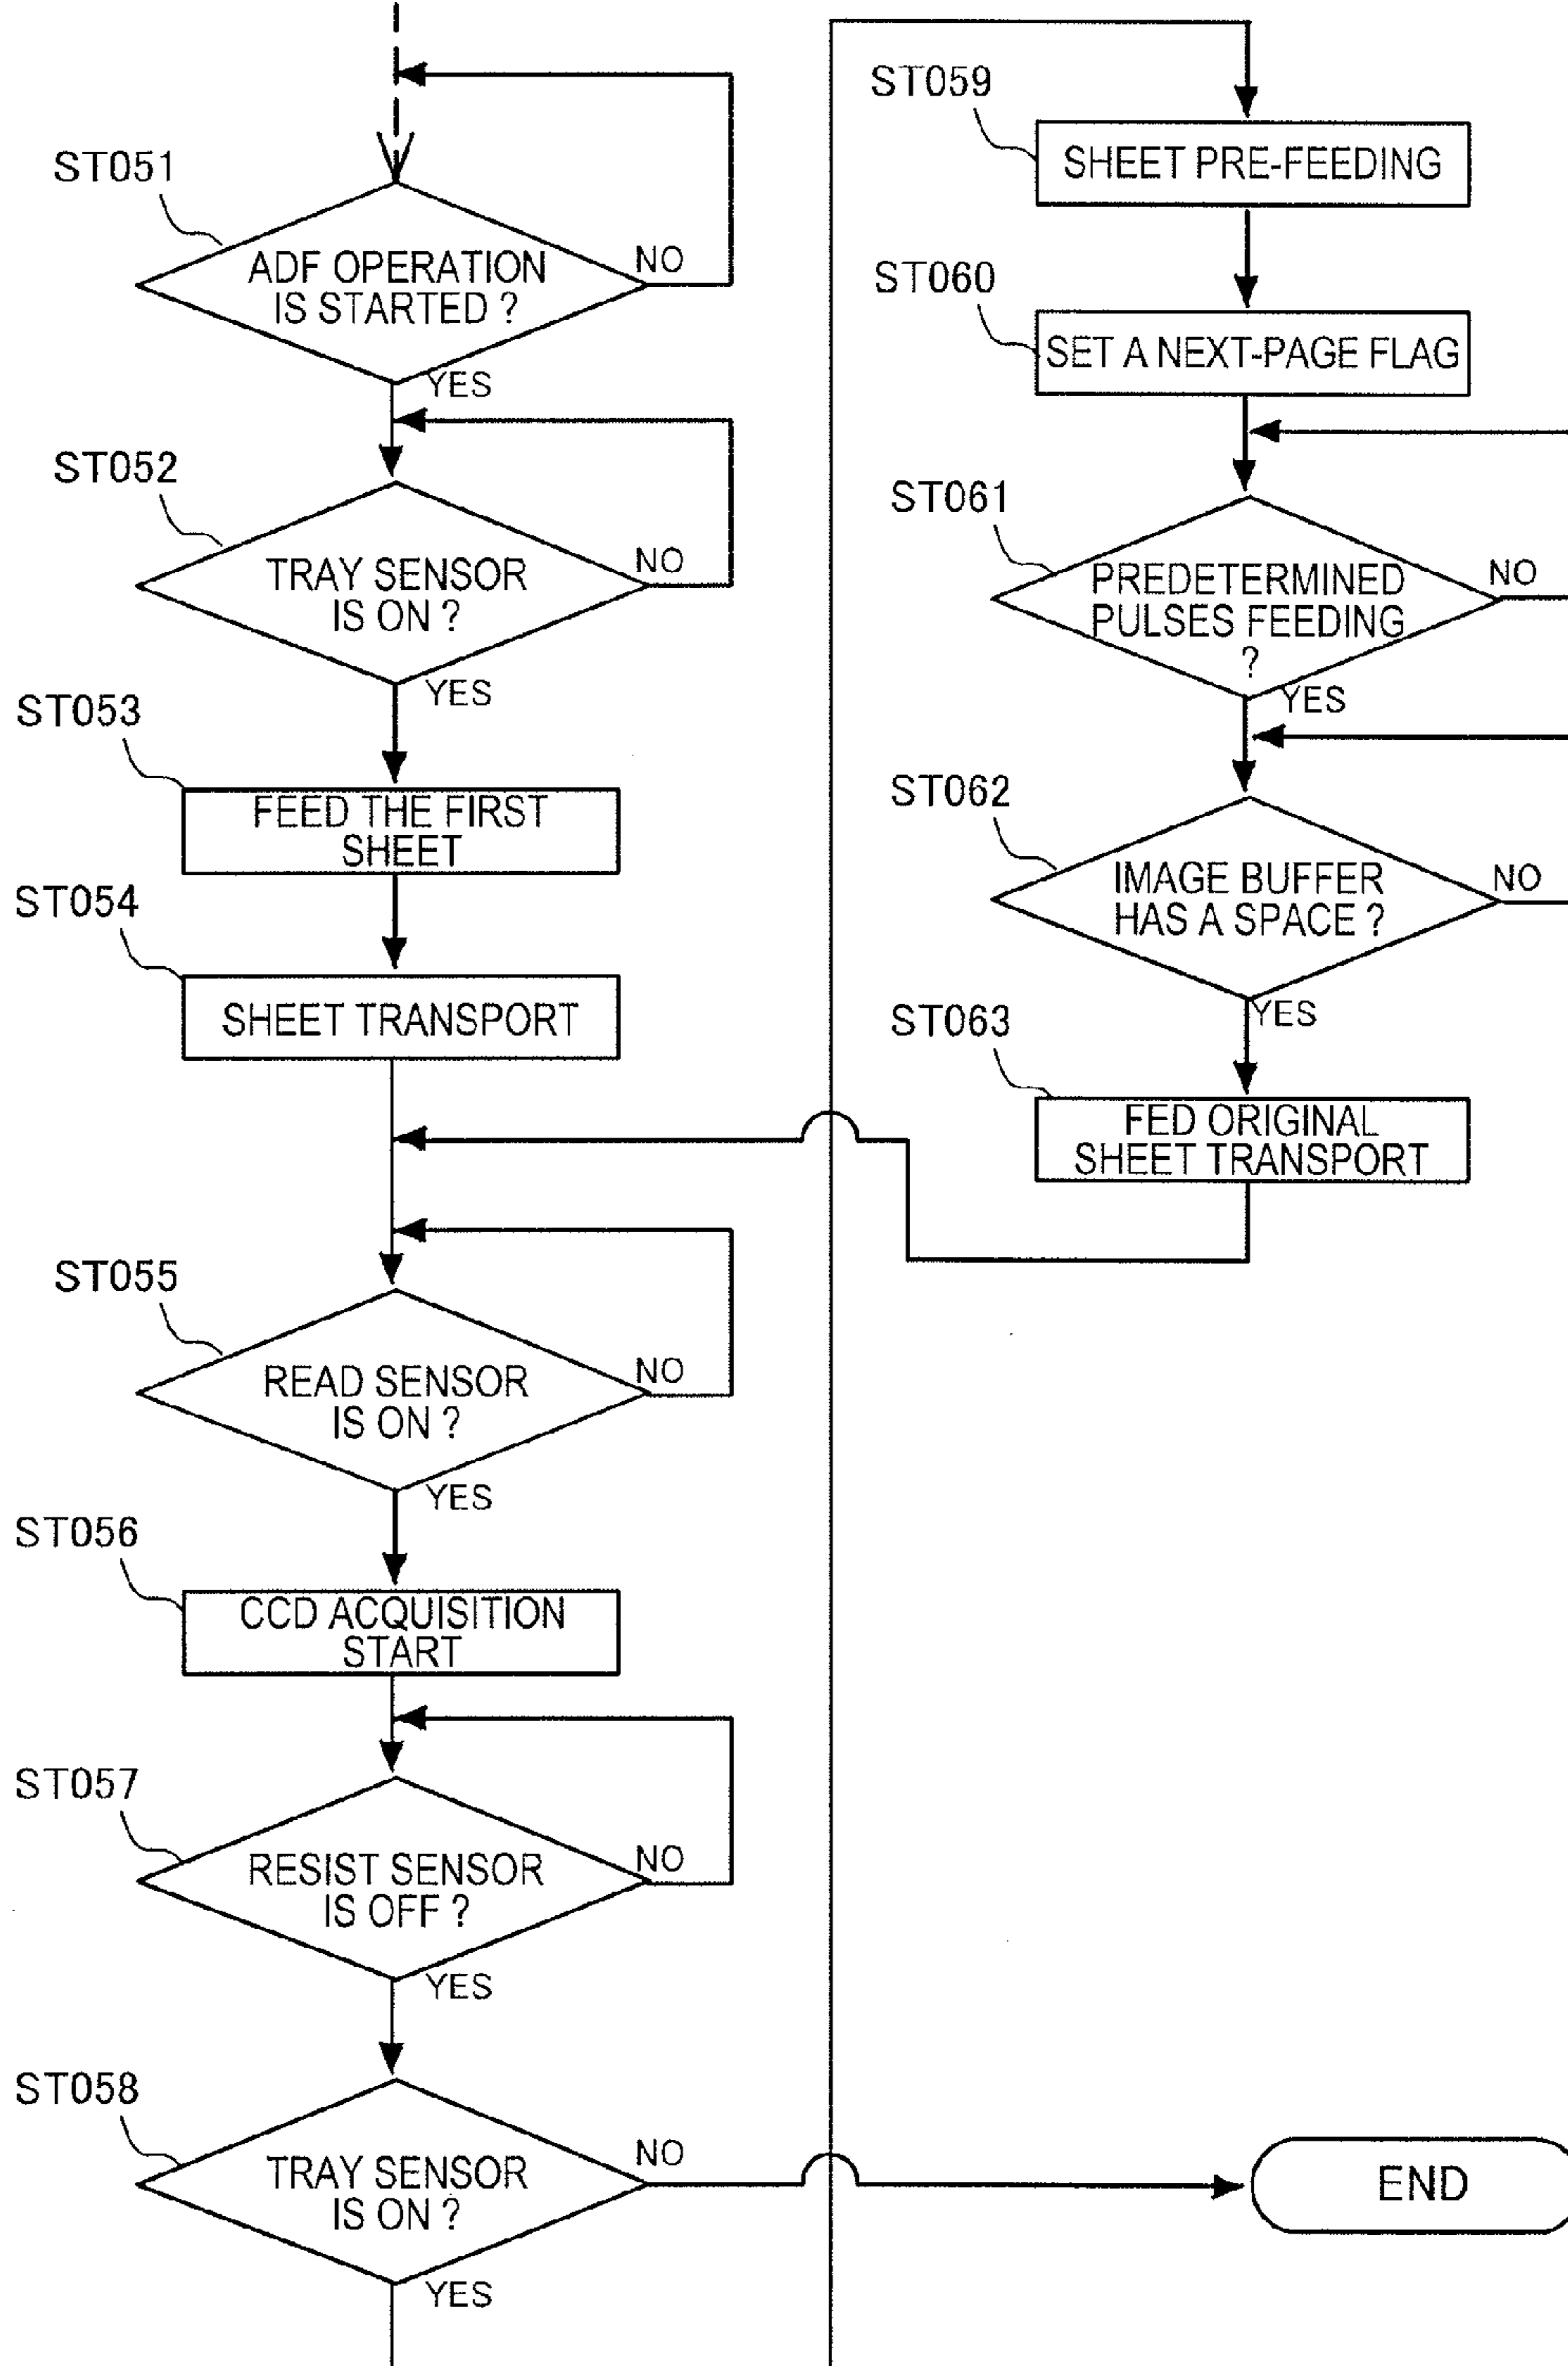 ST051
ADF OPERATION
IS STARTED ?
NO
YES
ST052
TRAY SENSOR
IS ON ?
NO
YES
ST053
FEED THE FIRST
SHEET
ST054
SHEET TRANSPORT
ST055
READ SENSOR
IS ON ?
NO
YES
ST056
CCD ACQUISITION
START
ST057
RESIST SENSOR
IS OFF ?
NO
YES
ST058
TRAY SENSOR
IS ON ?
NO
YES
ST059
SHEET PRE-FEEDING
ST060
SET A NEXT-PAGE FLAG
ST061
PREDETERMINED
PULSES FEEDING
?
NO
YES
ST062
IMAGE BUFFER
HAS A SPACE ?
NO
YES
ST063
FED ORIGINAL
SHEET TRANSPORT
END